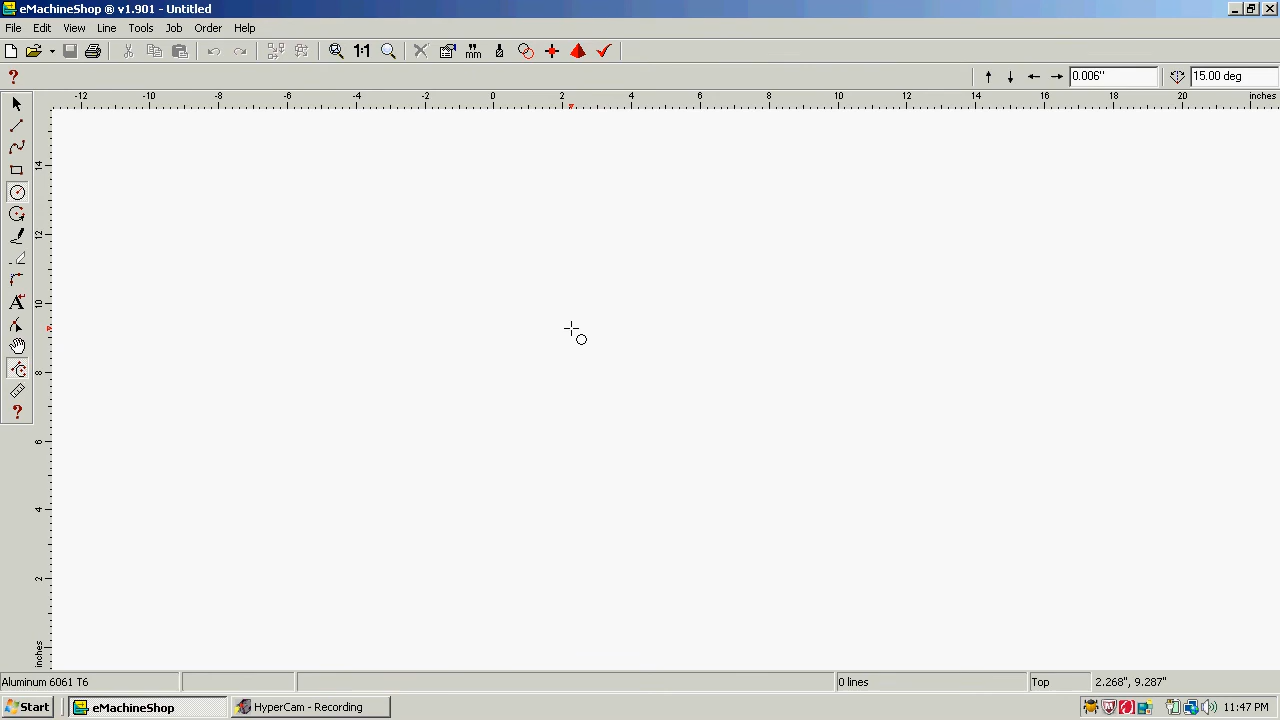 eMachineShop ® v1.901 - Untitled
File Edit View Line Tools Job Order Help
1:1 mm
0.006" 15.00 deg
-12 -10 -8 -6 -4 -2 0 2 4 6 8 10 12 14 16 18 20 inches
14
12
10
8
6
4
2
inches
Aluminum 6061 T6 0 lines Top 2.268", 9.287"
Start eMachineShop HyperCam - Recording 11:47 PM